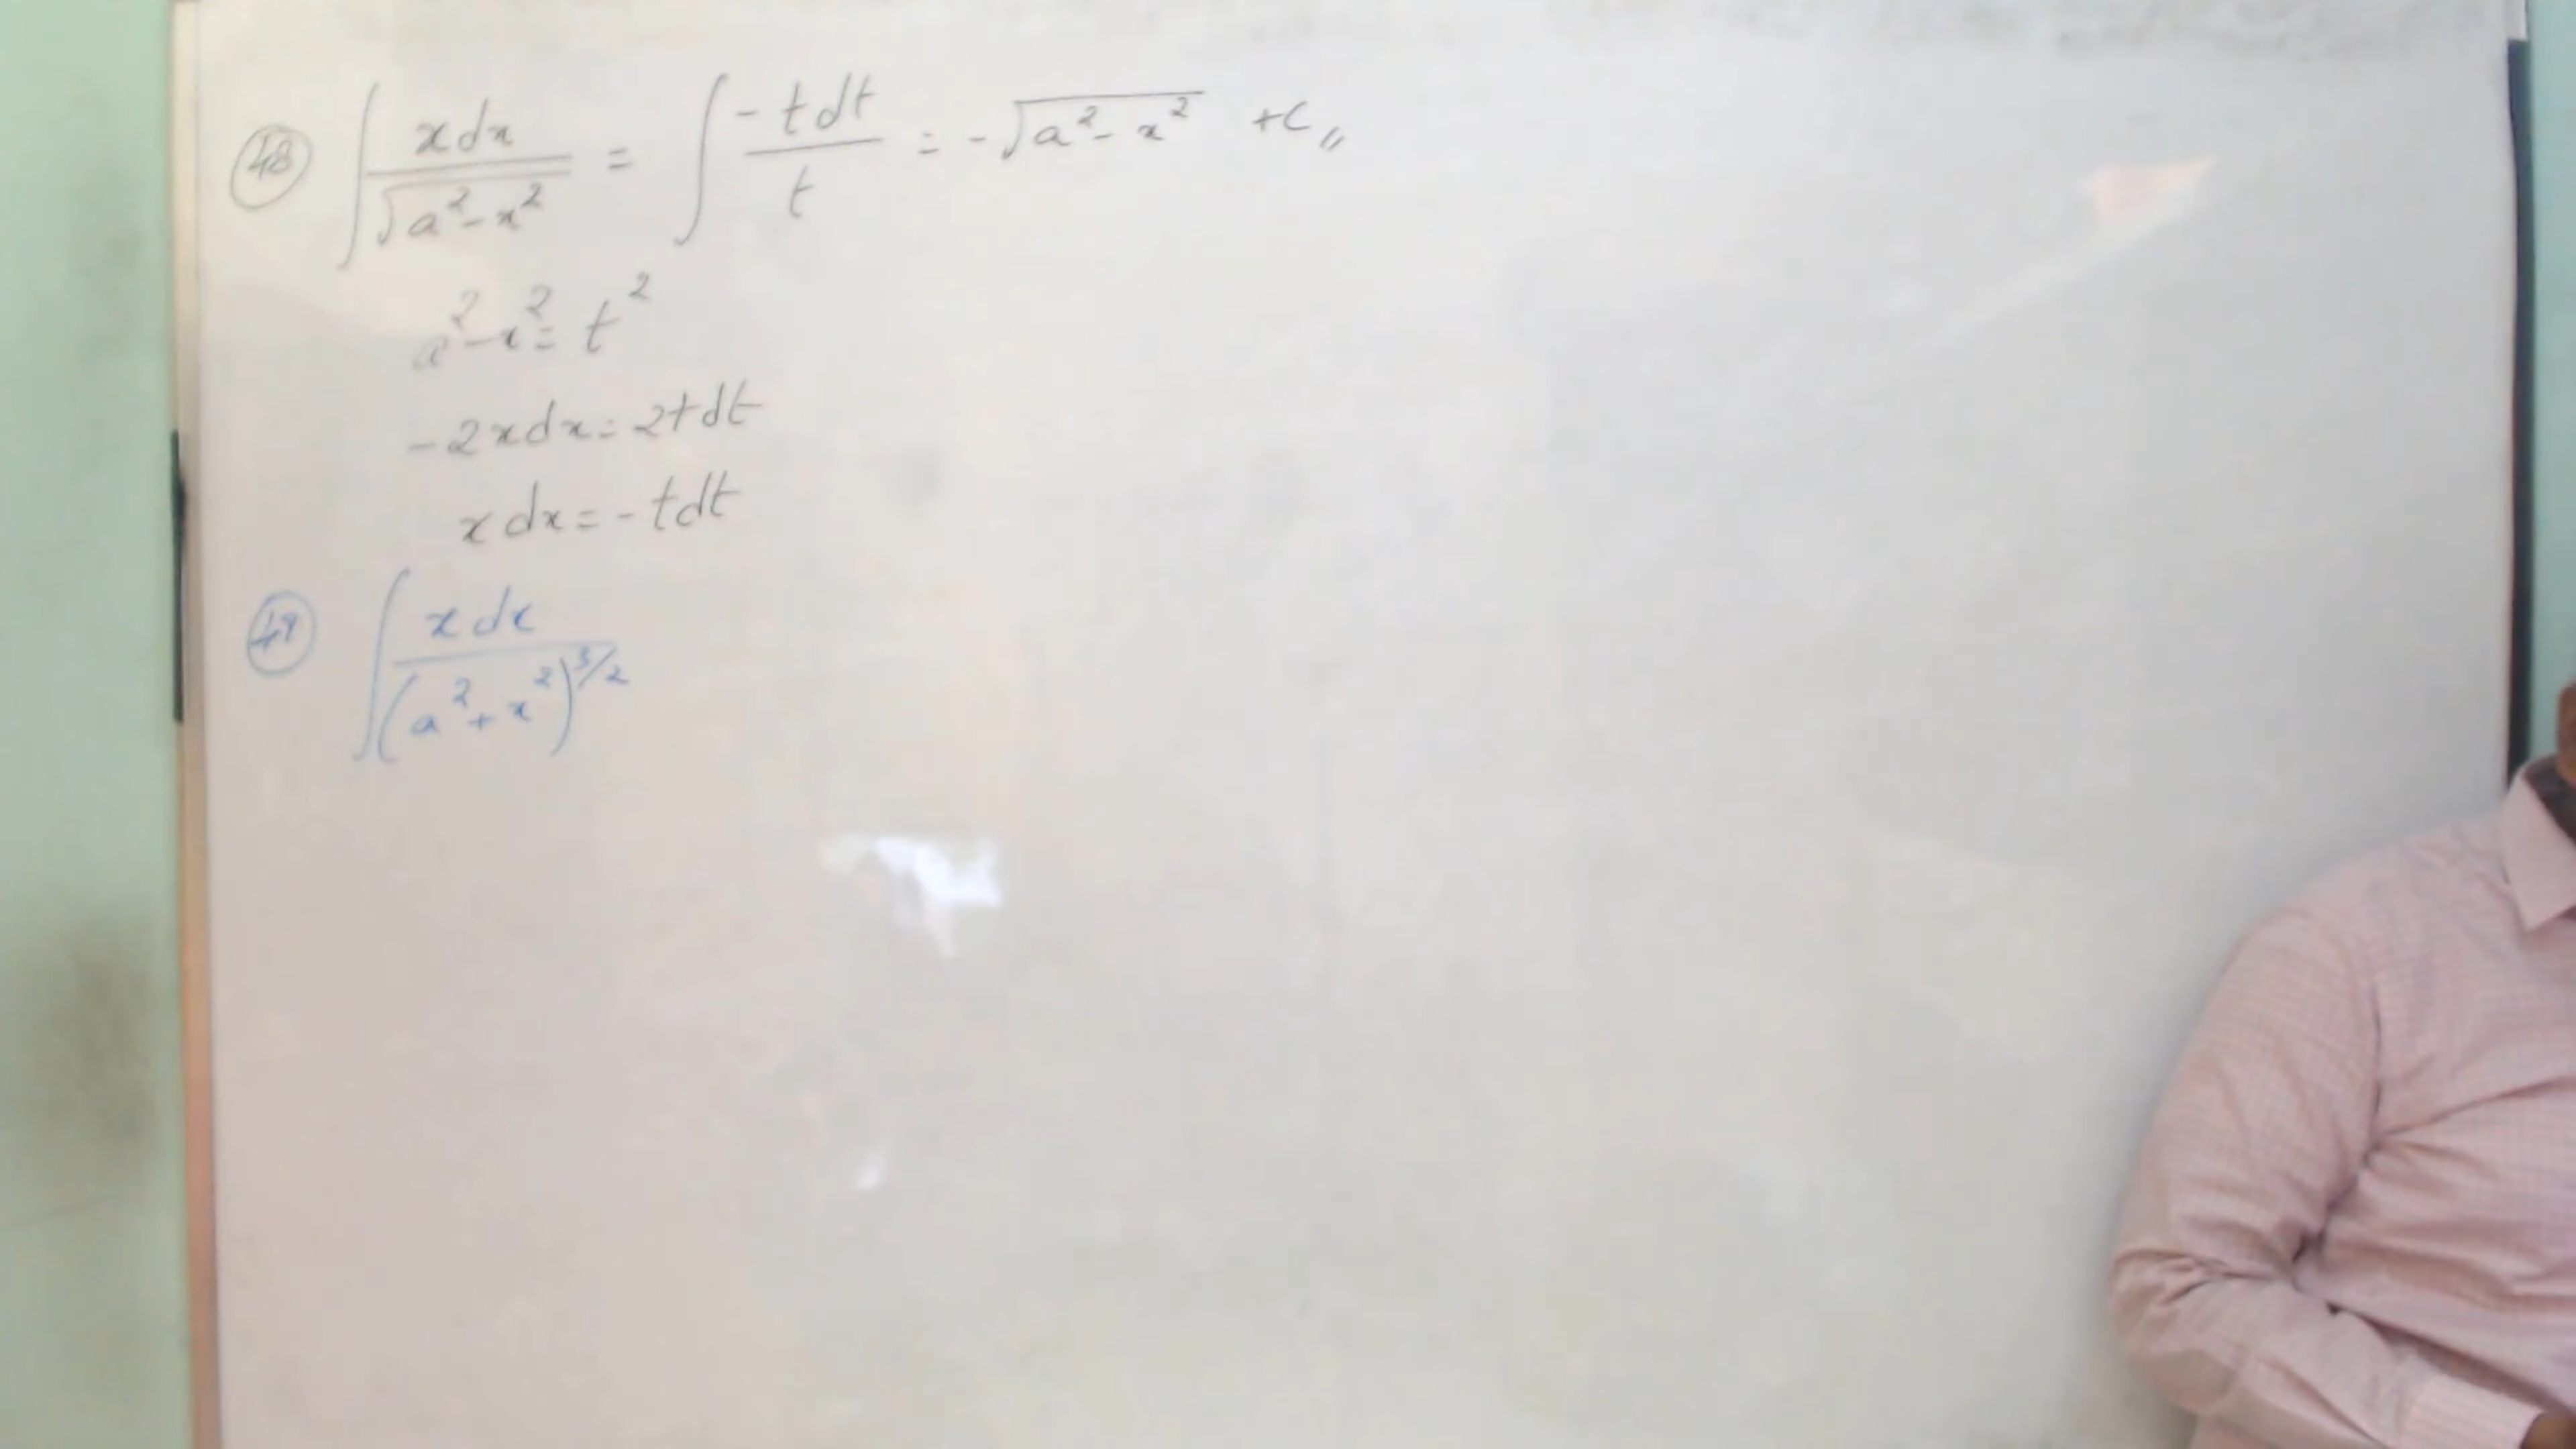 48 ∫ x dx / √(a² - x²) = ∫ -t dt / t = -√(a² - x²) + c //
a² - x² = t²
-2x dx = 2t dt
x dx = -t dt
49 ∫ x dx / (a² + x²)^(3/2)